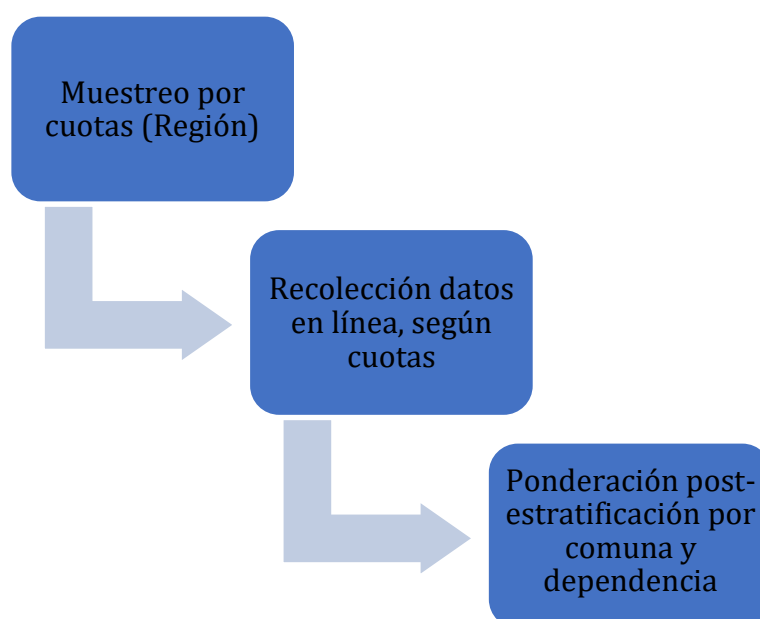 Muestreo por
cuotas (Región)
Recolección datos
en línea, según
cuotas
Ponderación post-
estratificación por
comuna y
dependencia